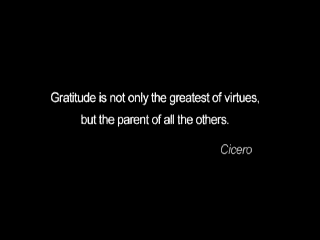 Gratitude is not only the greatest of virtues,
but the parent of all the others.
Cicero